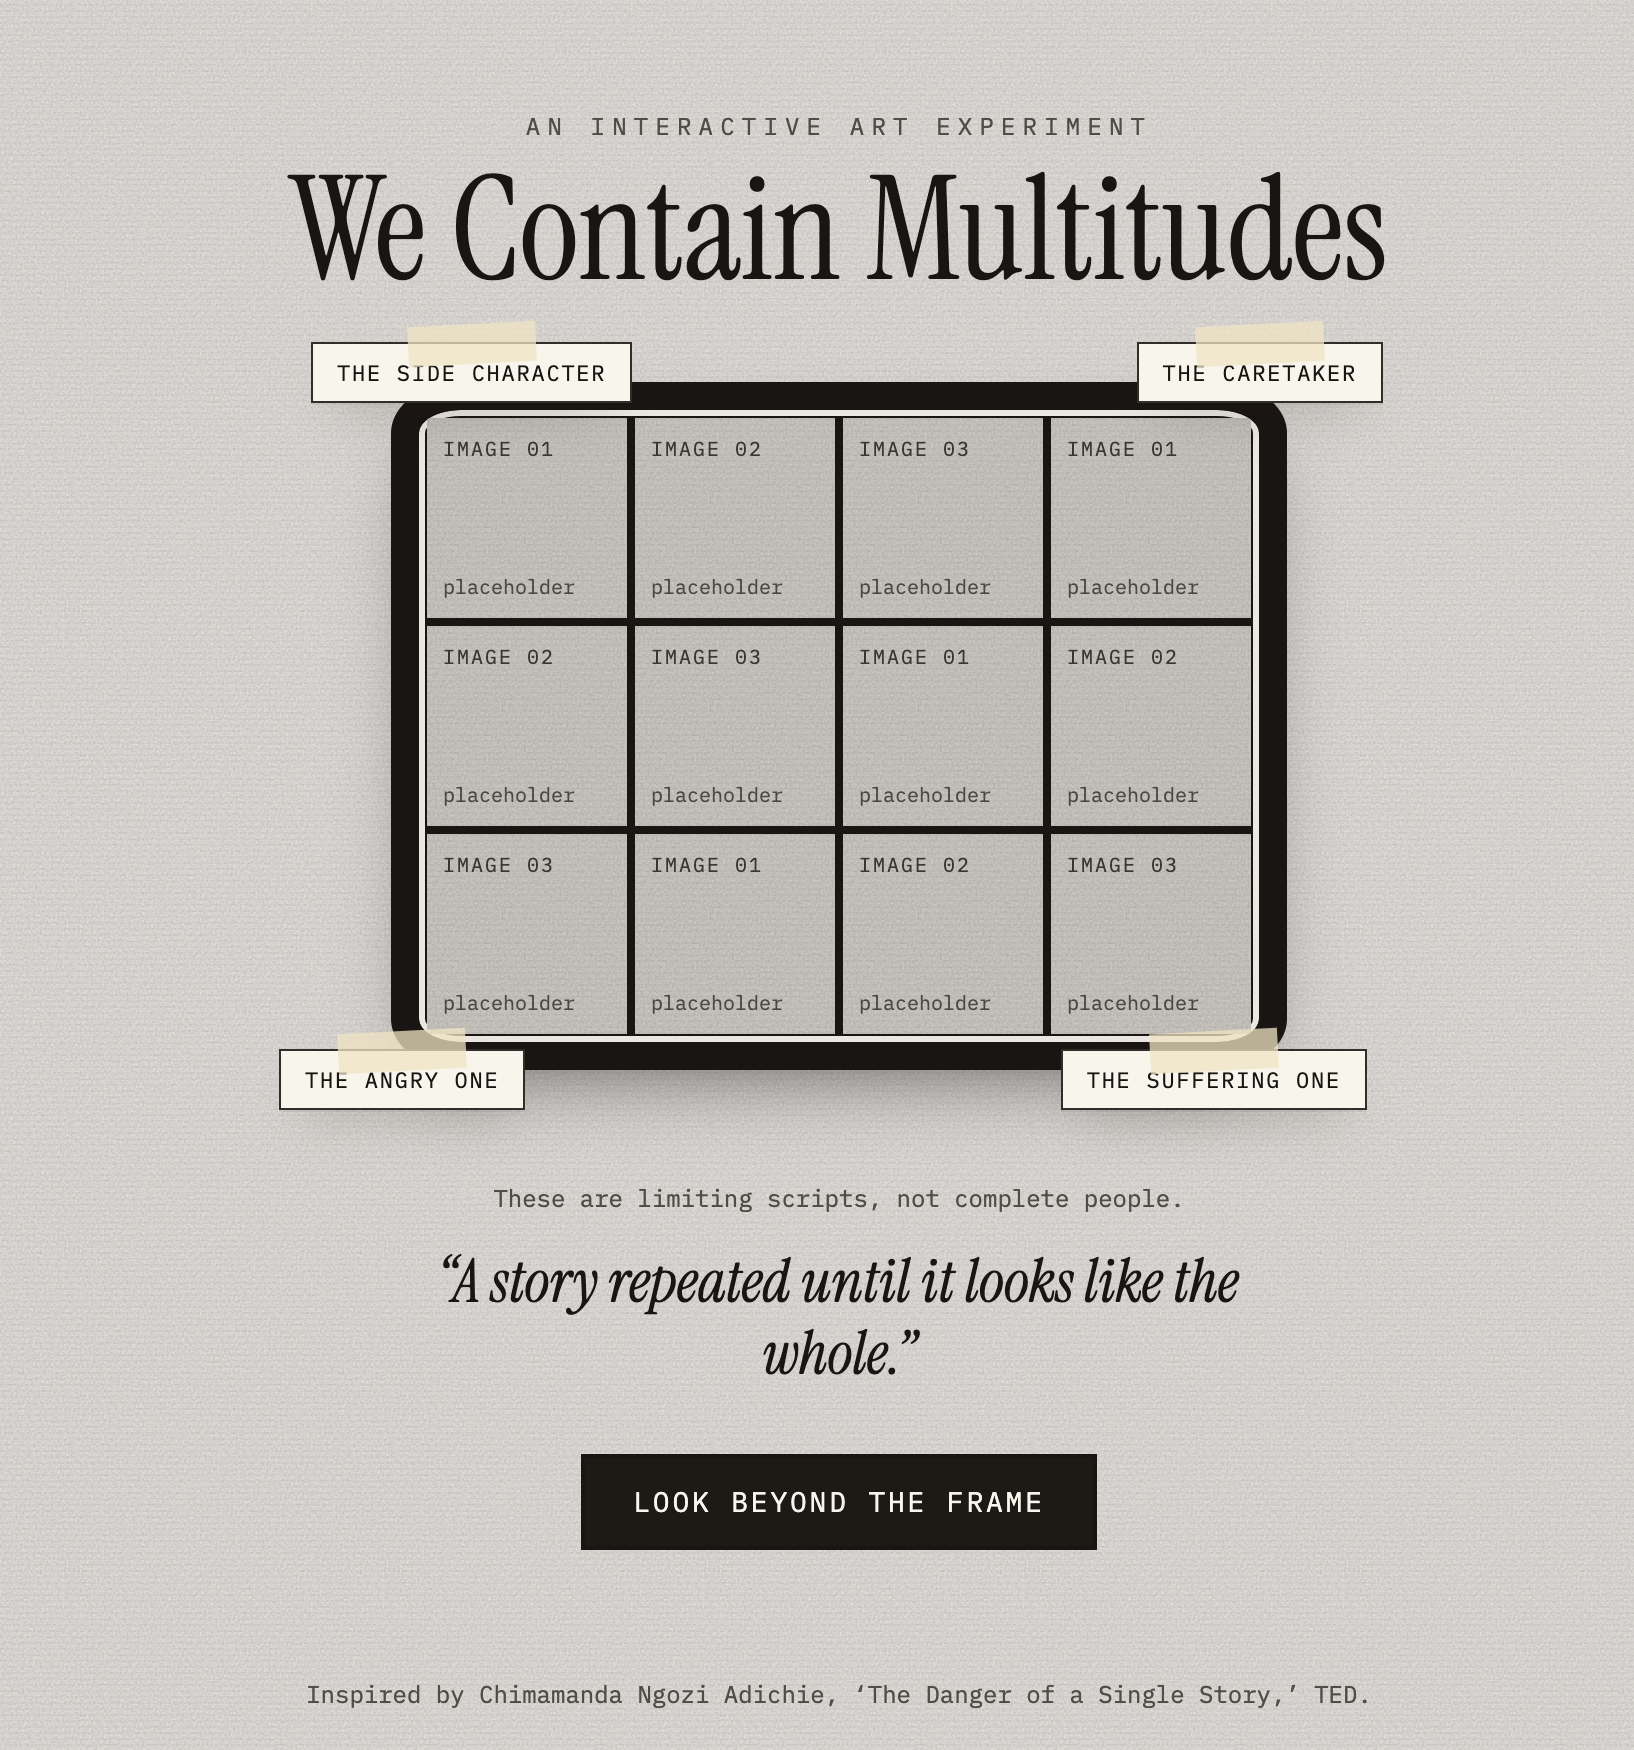 AN INTERACTIVE ART EXPERIMENT
We Contain Multitudes
THE SIDE CHARACTER
THE CARETAKER
IMAGE 01
IMAGE 02
IMAGE 03
IMAGE 01
placeholder
placeholder
placeholder
placeholder
IMAGE 02
IMAGE 03
IMAGE 01
IMAGE 02
placeholder
placeholder
placeholder
placeholder
IMAGE 03
IMAGE 01
IMAGE 02
IMAGE 03
placeholder
placeholder
placeholder
placeholder
THE ANGRY ONE
THE SUFFERING ONE
These are limiting scripts, not complete people.
“A story repeated until it looks like the
whole.”
LOOK BEYOND THE FRAME
Inspired by Chimamanda Ngozi Adichie, ‘The Danger of a Single Story,’ TED.